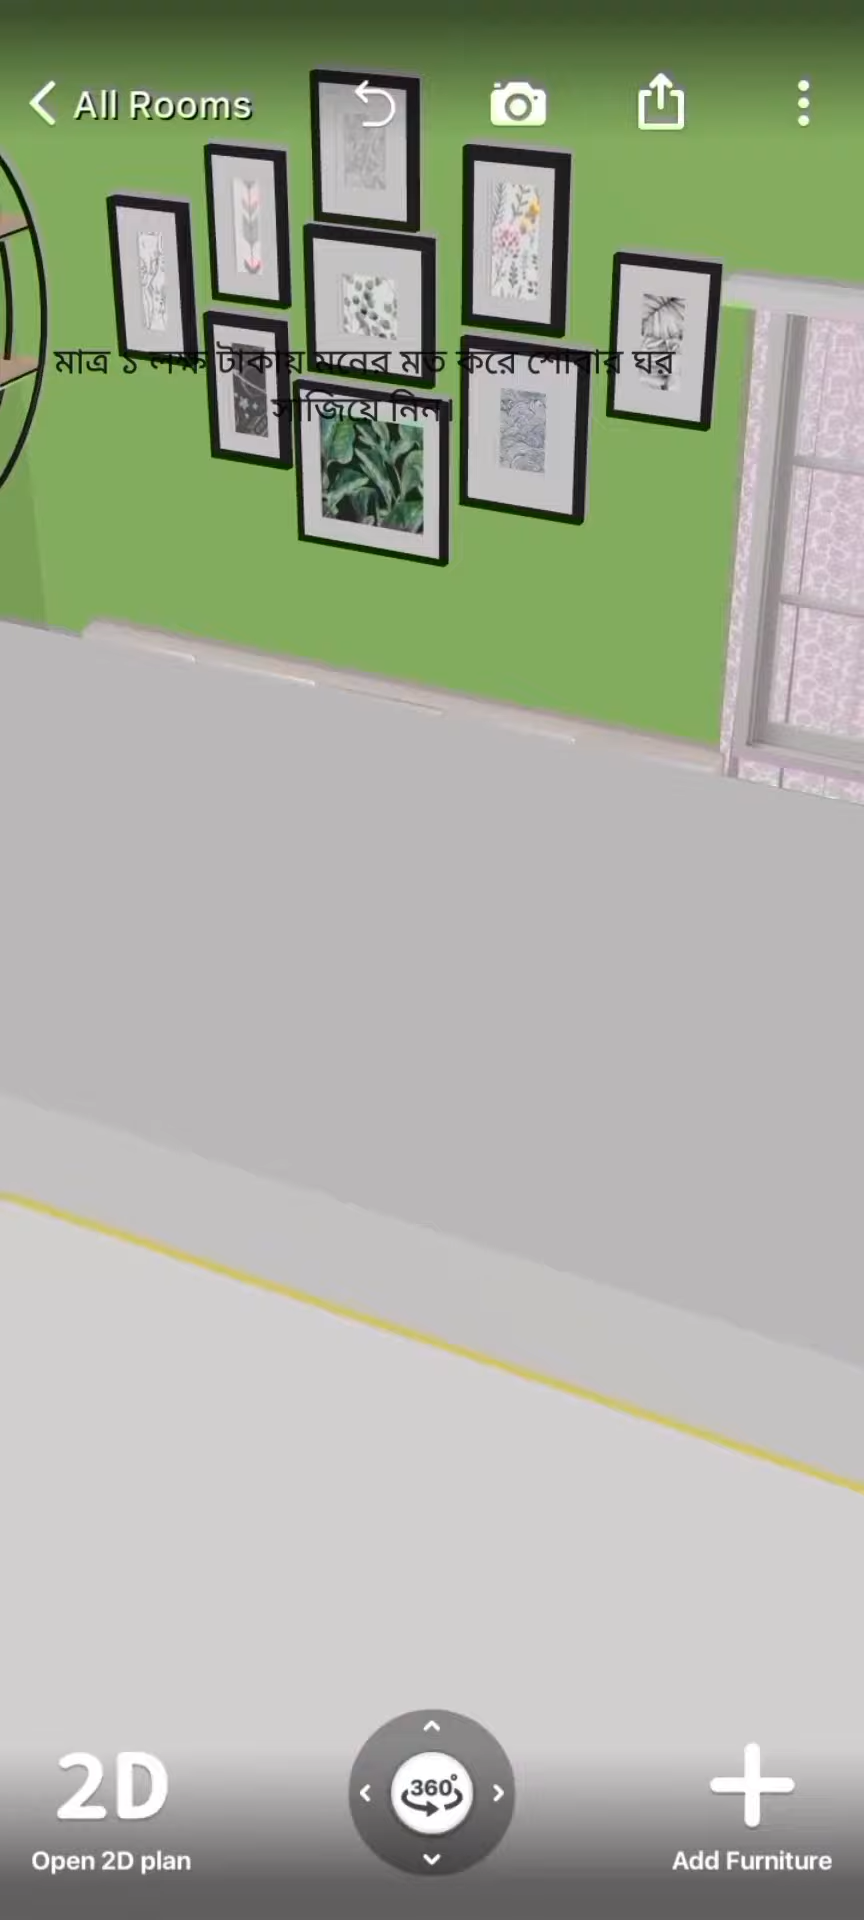 All Rooms
মাত্র ১ লক্ষ টাকায় মনের মত করে শোবার ঘর
সাজিয়ে নিন।
2D
360°
Open 2D plan
Add Furniture